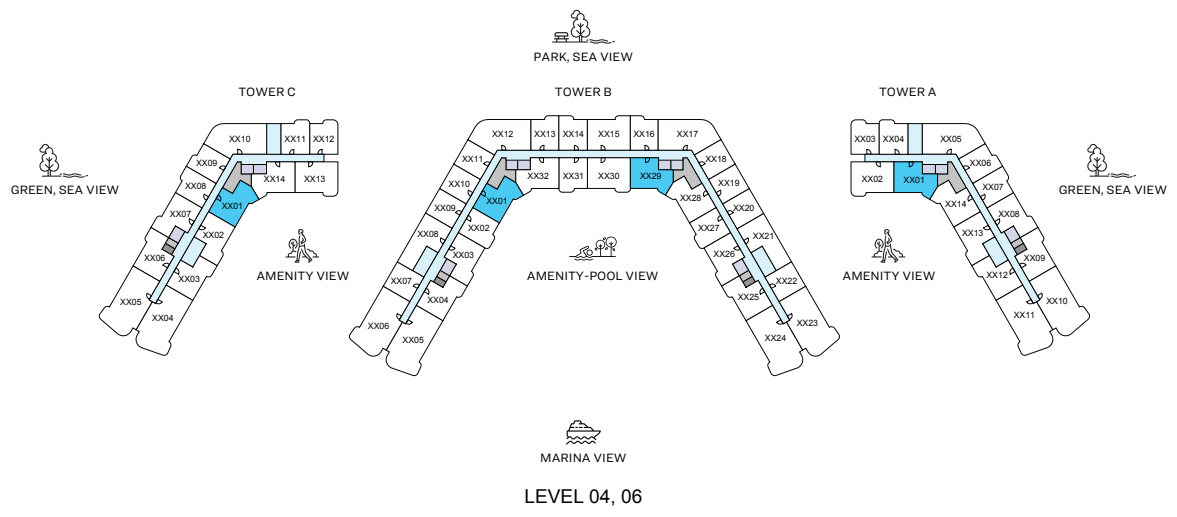 PARK, SEA VIEW
TOWER C
TOWER B
TOWER A
GREEN, SEA VIEW
XX10
XX11
XX12
XX09
XX08
XX14
XX13
XX07
XX01
XX06
XX02
XX03
XX05
XX04
AMENITY VIEW
XX12
XX13
XX14
XX15
XX16
XX17
XX11
XX18
XX10
XX32
XX31
XX30
XX29
XX19
XX09
XX01
XX28
XX20
XX08
XX02
XX27
XX21
XX03
XX26
XX07
XX22
XX04
XX25
XX06
XX23
XX05
XX24
AMENITY-POOL VIEW
XX03
XX04
XX05
XX06
XX02
XX01
XX07
XX14
XX08
XX13
XX09
XX12
XX10
XX11
AMENITY VIEW
GREEN, SEA VIEW
MARINA VIEW
LEVEL 04, 06